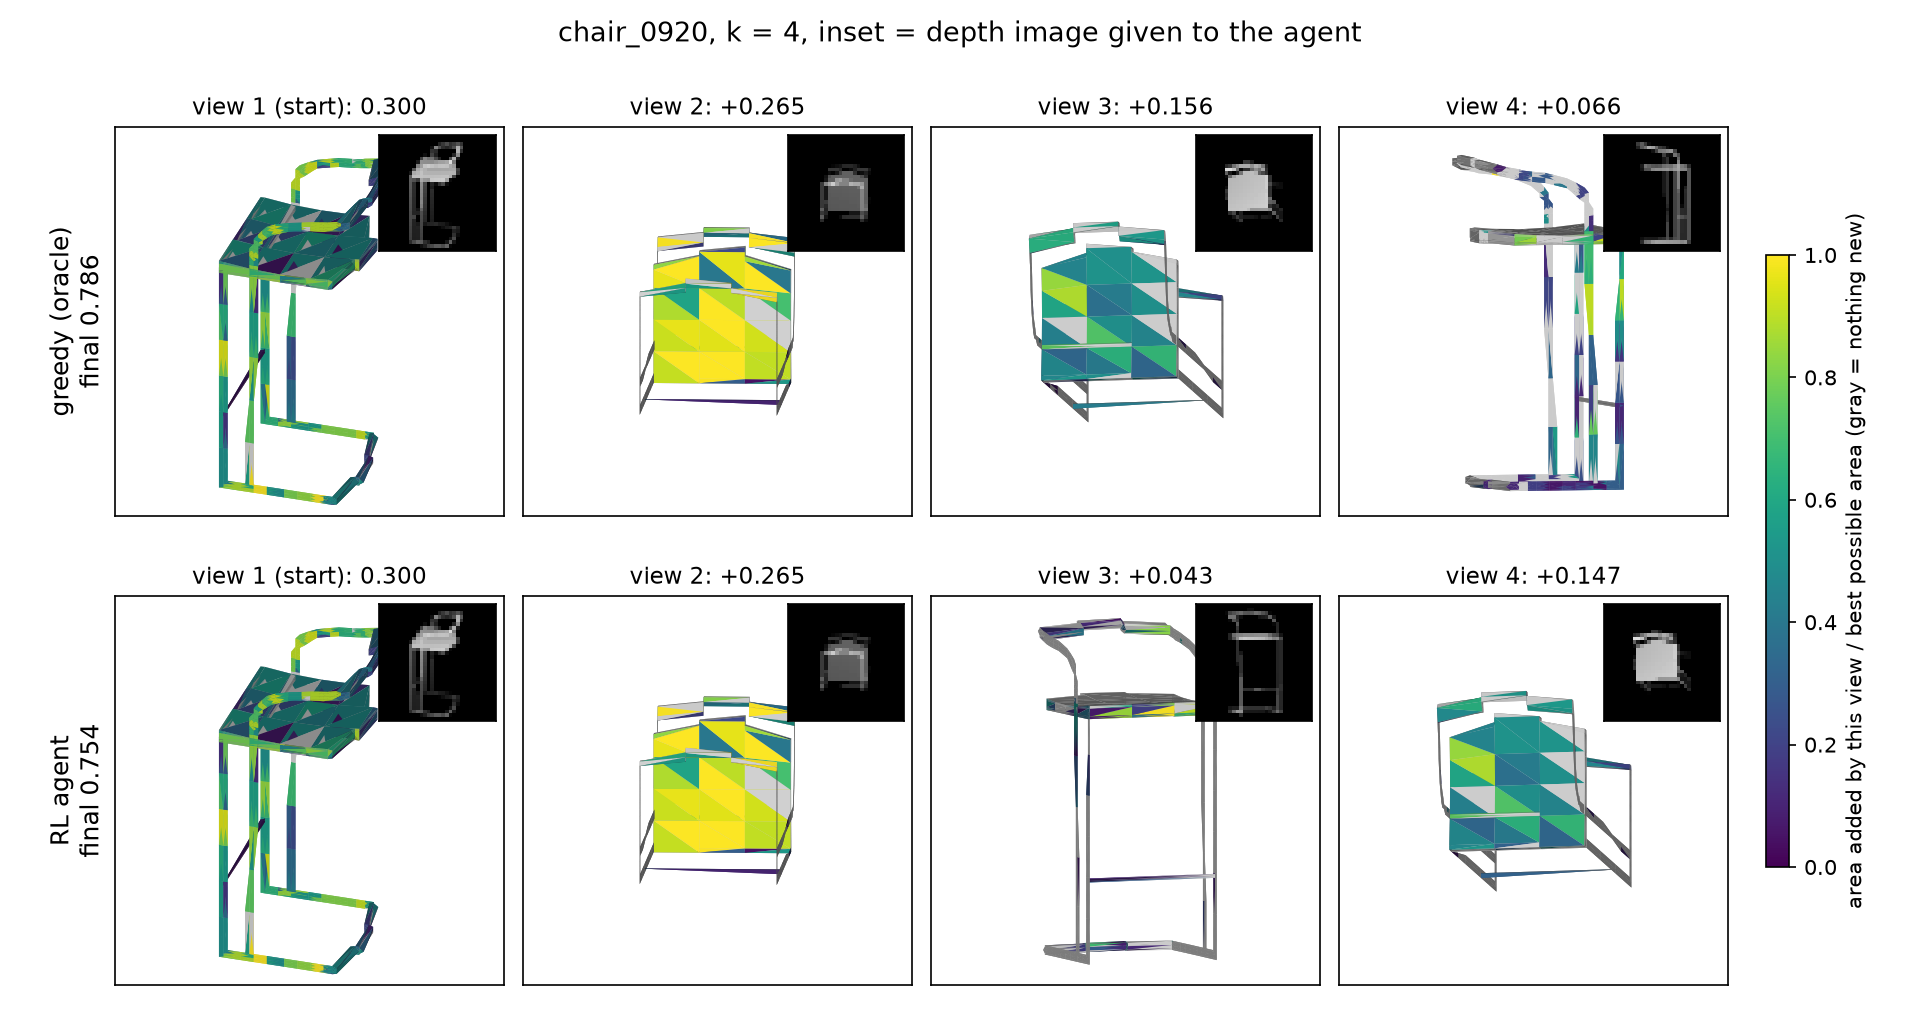 chair_0920, k = 4, inset = depth image given to the agent
greedy (oracle)
final 0.786
view 1 (start): 0.300
view 2: +0.265
view 3: +0.156
view 4: +0.066
RL agent
final 0.754
view 1 (start): 0.300
view 2: +0.265
view 3: +0.043
view 4: +0.147
1.0
0.8
0.6
0.4
0.2
0.0
area added by this view / best possible area (gray = nothing new)